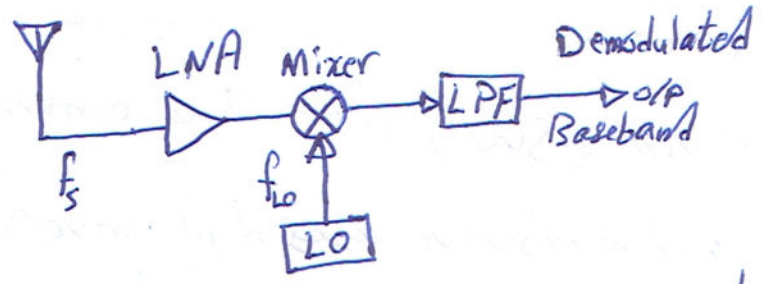 LNA
Mixer
Demodulated
LPF
O/P
Baseband
fs
fLO
LO